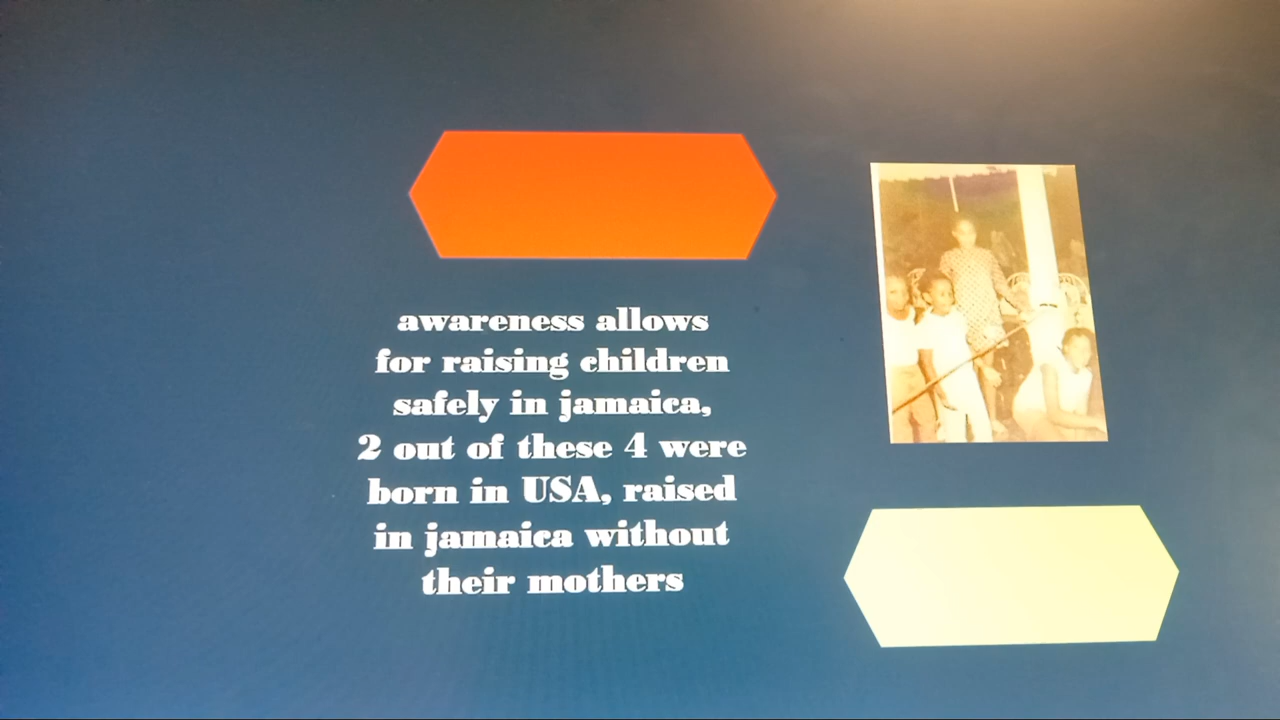 awareness allows
for raising children
safely in jamaica,
2 out of these 4 were
born in USA, raised
in jamaica without
their mothers